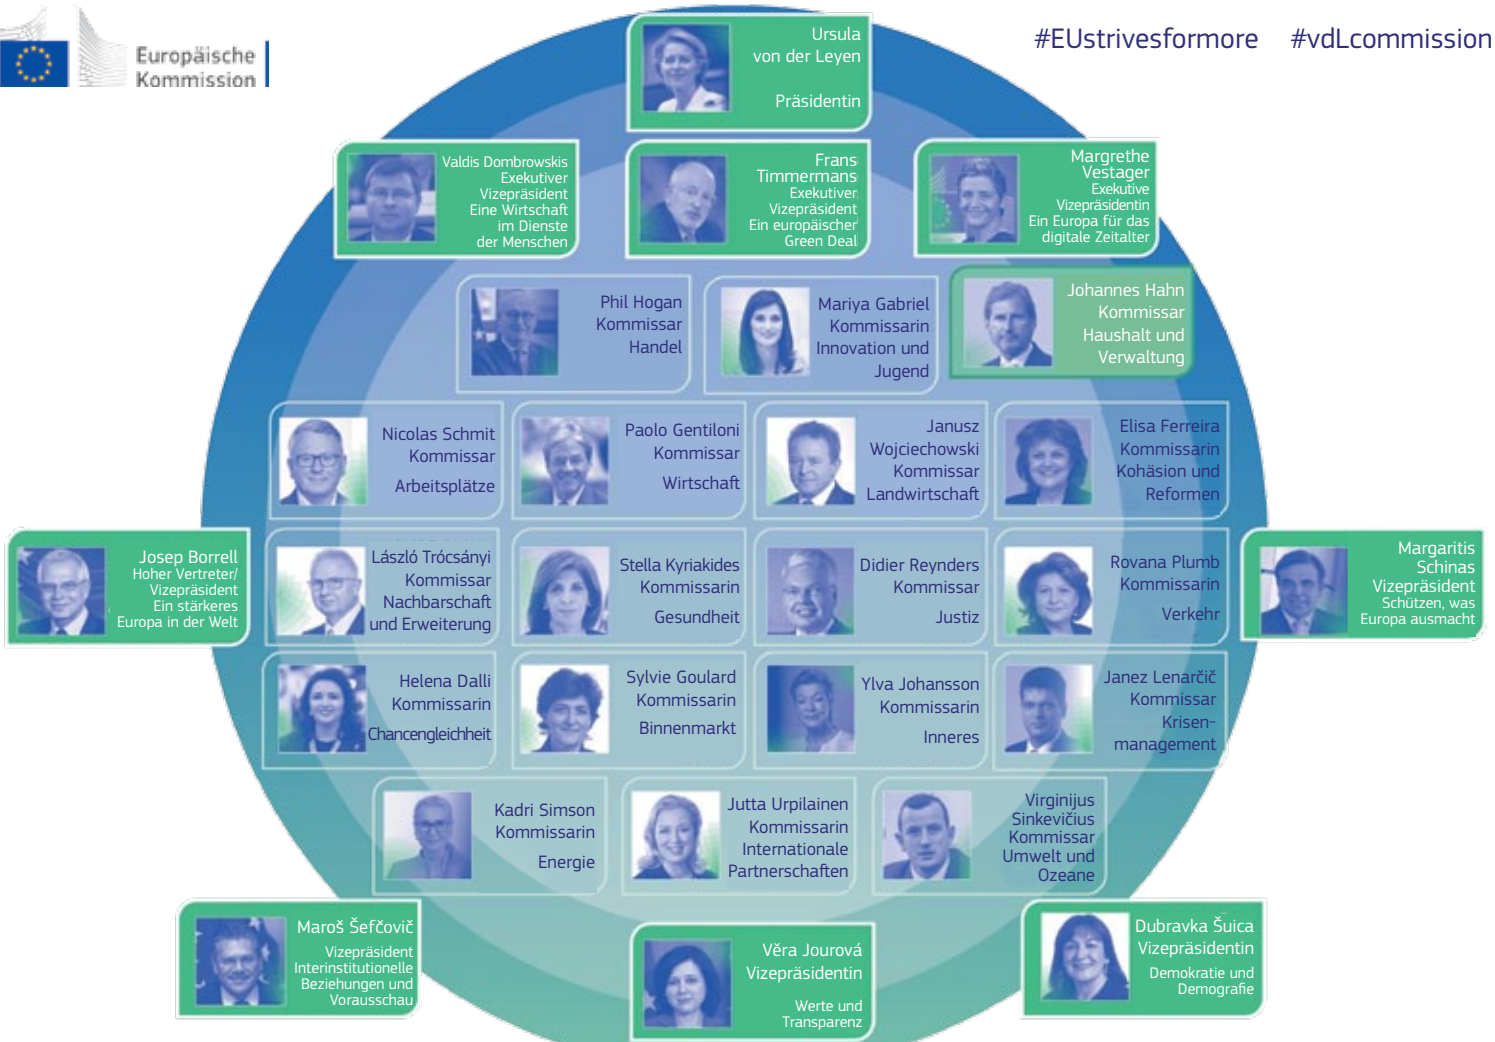 Europäische
Kommission
#EUstrivesformore #vdLcommission
Ursula
von der Leyen
Präsidentin
Valdis Dombrowskis
Exekutiver
Vizepräsident
Eine Wirtschaft
im Dienste
der Menschen
Frans
Timmermans
Exekutiver
Vizepräsident
Ein europäischer
Green Deal
Margrethe
Vestager
Exekutive
Vizepräsidentin
Ein Europa für das
digitale Zeitalter
Phil Hogan
Kommissar
Handel
Mariya Gabriel
Kommissarin
Innovation und
Jugend
Johannes Hahn
Kommissar
Haushalt und
Verwaltung
Nicolas Schmit
Kommissar
Arbeitsplätze
Paolo Gentiloni
Kommissar
Wirtschaft
Janusz
Wojciechowski
Kommissar
Landwirtschaft
Elisa Ferreira
Kommissarin
Kohäsion und
Reformen
Josep Borrell
Hoher Vertreter/
Vizepräsident
Ein stärkeres
Europa in der Welt
László Trócsányi
Kommissar
Nachbarschaft
und Erweiterung
Stella Kyriakides
Kommissarin
Gesundheit
Didier Reynders
Kommissar
Justiz
Rovana Plumb
Kommissarin
Verkehr
Margaritis
Schinas
Vizepräsident
Schützen, was
Europa ausmacht
Helena Dalli
Kommissarin
Chancengleichheit
Sylvie Goulard
Kommissarin
Binnenmarkt
Ylva Johansson
Kommissarin
Inneres
Janez Lenarčič
Kommissar
Krisen-
management
Kadri Simson
Kommissarin
Energie
Jutta Urpilainen
Kommissarin
Internationale
Partnerschaften
Virginijus
Sinkevičius
Kommissar
Umwelt und
Ozeane
Maroš Šefčovič
Vizepräsident
Interinstitutionelle
Beziehungen und
Vorausschau
Věra Jourová
Vizepräsidentin
Werte und
Transparenz
Dubravka Šuica
Vizepräsidentin
Demokratie und
Demografie